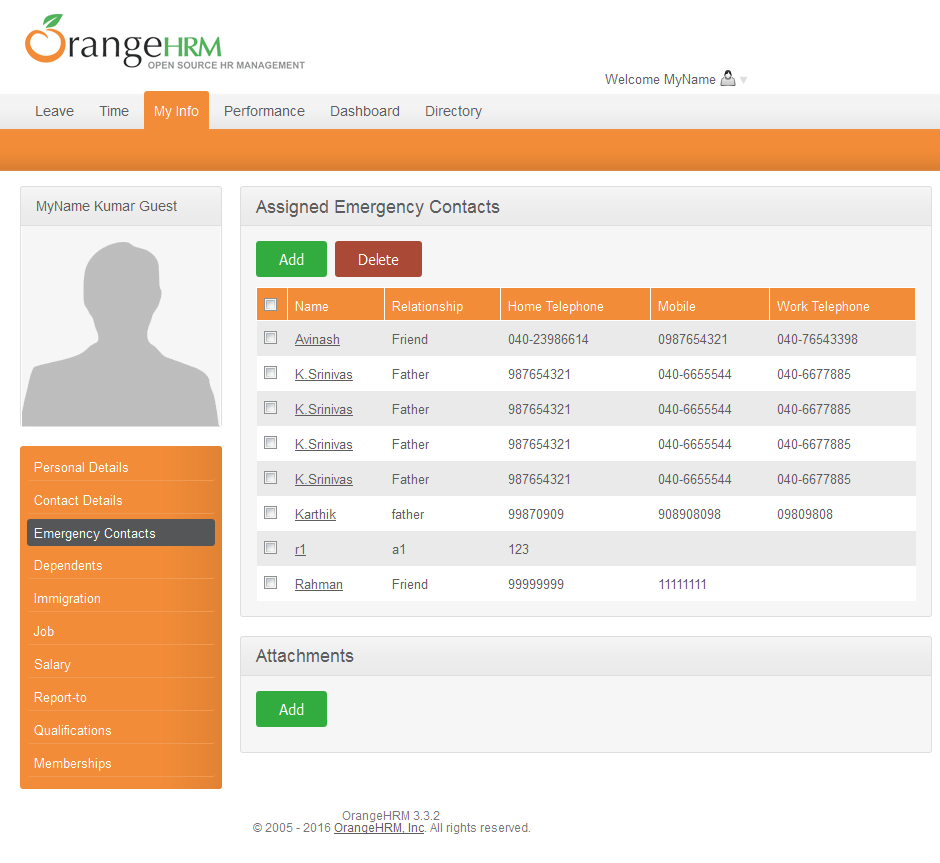 OrangeHRM
OPEN SOURCE HR MANAGEMENT
Welcome MyName
Leave Time My Info Performance Dashboard Directory
MyName Kumar Guest
Personal Details
Contact Details
Emergency Contacts
Dependents
Immigration
Job
Salary
Report-to
Qualifications
Memberships
Assigned Emergency Contacts
Add Delete
Name Relationship Home Telephone Mobile Work Telephone
Avinash Friend 040-23986614 0987654321 040-76543398
K.Srinivas Father 987654321 040-6655544 040-6677885
K.Srinivas Father 987654321 040-6655544 040-6677885
K.Srinivas Father 987654321 040-6655544 040-6677885
K.Srinivas Father 987654321 040-6655544 040-6677885
Karthik father 99870909 908908098 09809808
r1 a1 123
Rahman Friend 99999999 11111111
Attachments
Add
OrangeHRM 3.3.2
© 2005 - 2016 OrangeHRM, Inc. All rights reserved.